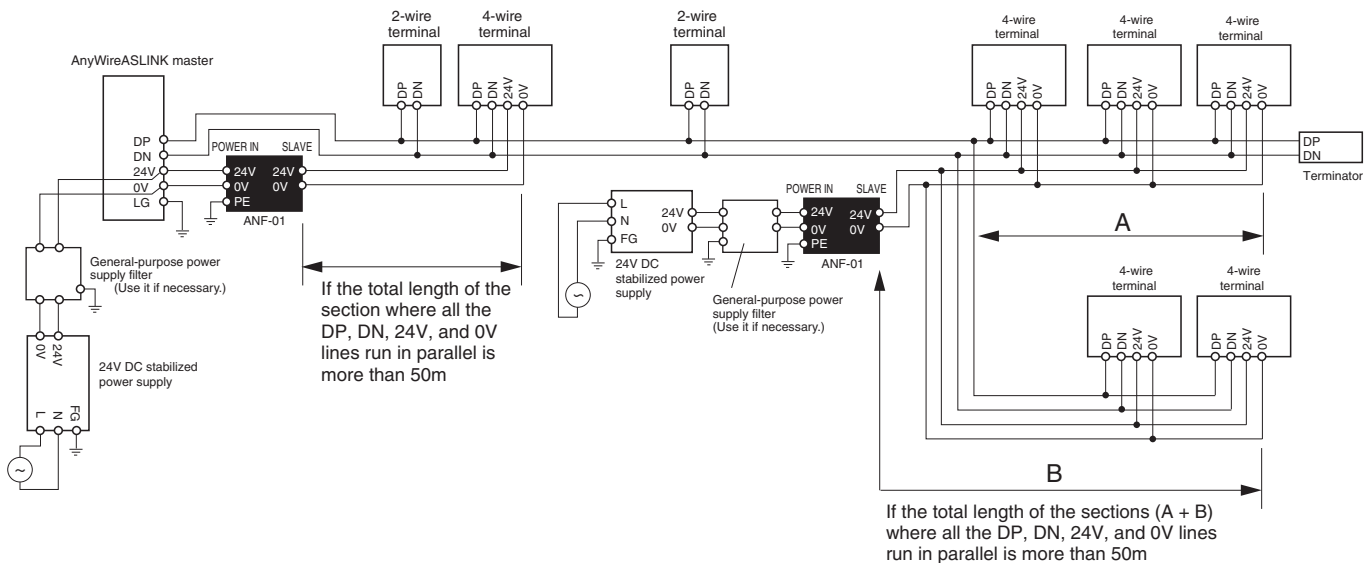 2-wire
terminal
4-wire
terminal
2-wire
terminal
4-wire
terminal
4-wire
terminal
4-wire
terminal
AnyWireASLINK master
DP
DN
24V
0V
DP
DN
DP
DN
24V
0V
DP
DN
DP
DN
24V
0V
DP
DN
24V
0V
DP
DN
24V
0V
LG
POWER IN
SLAVE
24V
0V
PE
24V
0V
ANF-01
DP
DN
Terminator
General-purpose power
supply filter
(Use it if necessary.)
0V
24V
24V DC stabilized
power supply
L
N
FG
If the total length of the
section where all the
DP, DN, 24V, and 0V
lines run in parallel is
more than 50m
L
N
FG
24V
0V
24V DC
stabilized power
supply
General-purpose power
supply filter
(Use it if necessary.)
POWER IN
SLAVE
24V
0V
PE
24V
0V
ANF-01
A
4-wire
terminal
4-wire
terminal
DP
DN
24V
0V
DP
DN
24V
0V
B
If the total length of the sections (A + B)
where all the DP, DN, 24V, and 0V lines
run in parallel is more than 50m